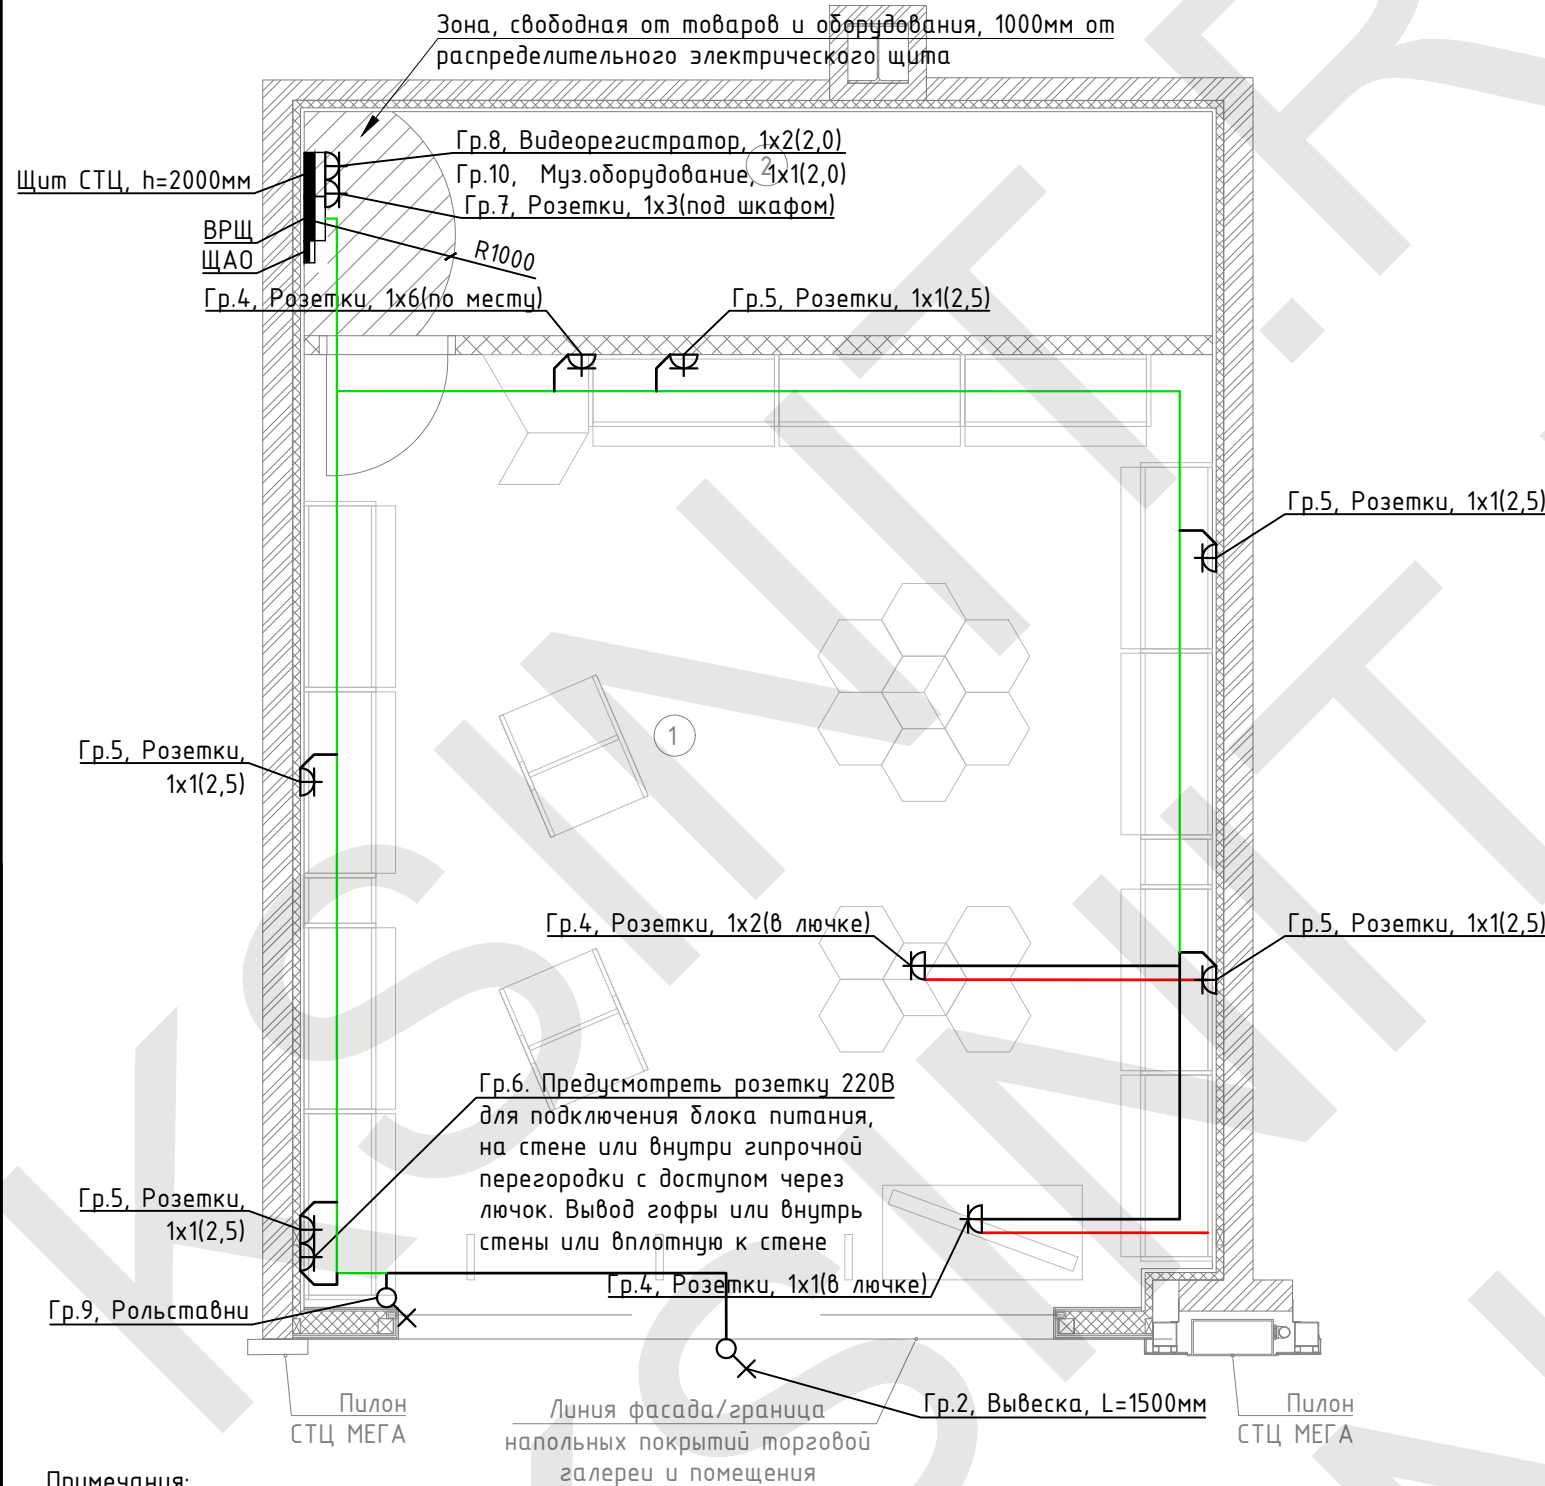 Зона, свободная от товаров и оборудования, 1000мм от
распределительного электрического щита
Гр.8, Видеорегистратор, 1х2(2,0)
2
Гр.10, Муз.оборудование, 1х1(2,0)
Щит СТЦ, h=2000мм
Гр.7, Розетки, 1х3(под шкафом)
ВРЩ
ЩАО
R1000
Гр.4, Розетки, 1х6(по месту)
Гр.5, Розетки, 1х1(2,5)
Гр.5, Розетки, 1х1(2,5)
1
Гр.5, Розетки,
1х1(2,5)
Гр.4, Розетки, 1х2(в лючке)
Гр.5, Розетки, 1х1(2,5)
Гр.6. Предусмотреть розетку 220В
для подключения блока питания,
на стене или внутри гипрочной
перегородки с доступом через
лючок. Вывод гофры или внутрь
стены или вплотную к стене
Гр.5, Розетки,
1х1(2,5)
Гр.4, Розетки, 1х1(в лючке)
Гр.9, Рольставни
Гр.2, Вывеска, L=1500мм
Пилон
СТЦ МЕГА
Линия фасада/граница
напольных покрытий торговой
галереи и помещения
Пилон
СТЦ МЕГА
Примечания:
KSINIT.R
KSINIT